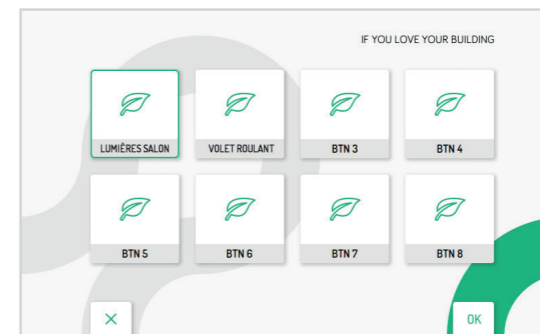 IF YOU LOVE YOUR BUILDING
LUMIÈRES SALON VOLET ROULANT BTN 3 BTN 4
BTN 5 BTN 6 BTN 7 BTN 8
OK